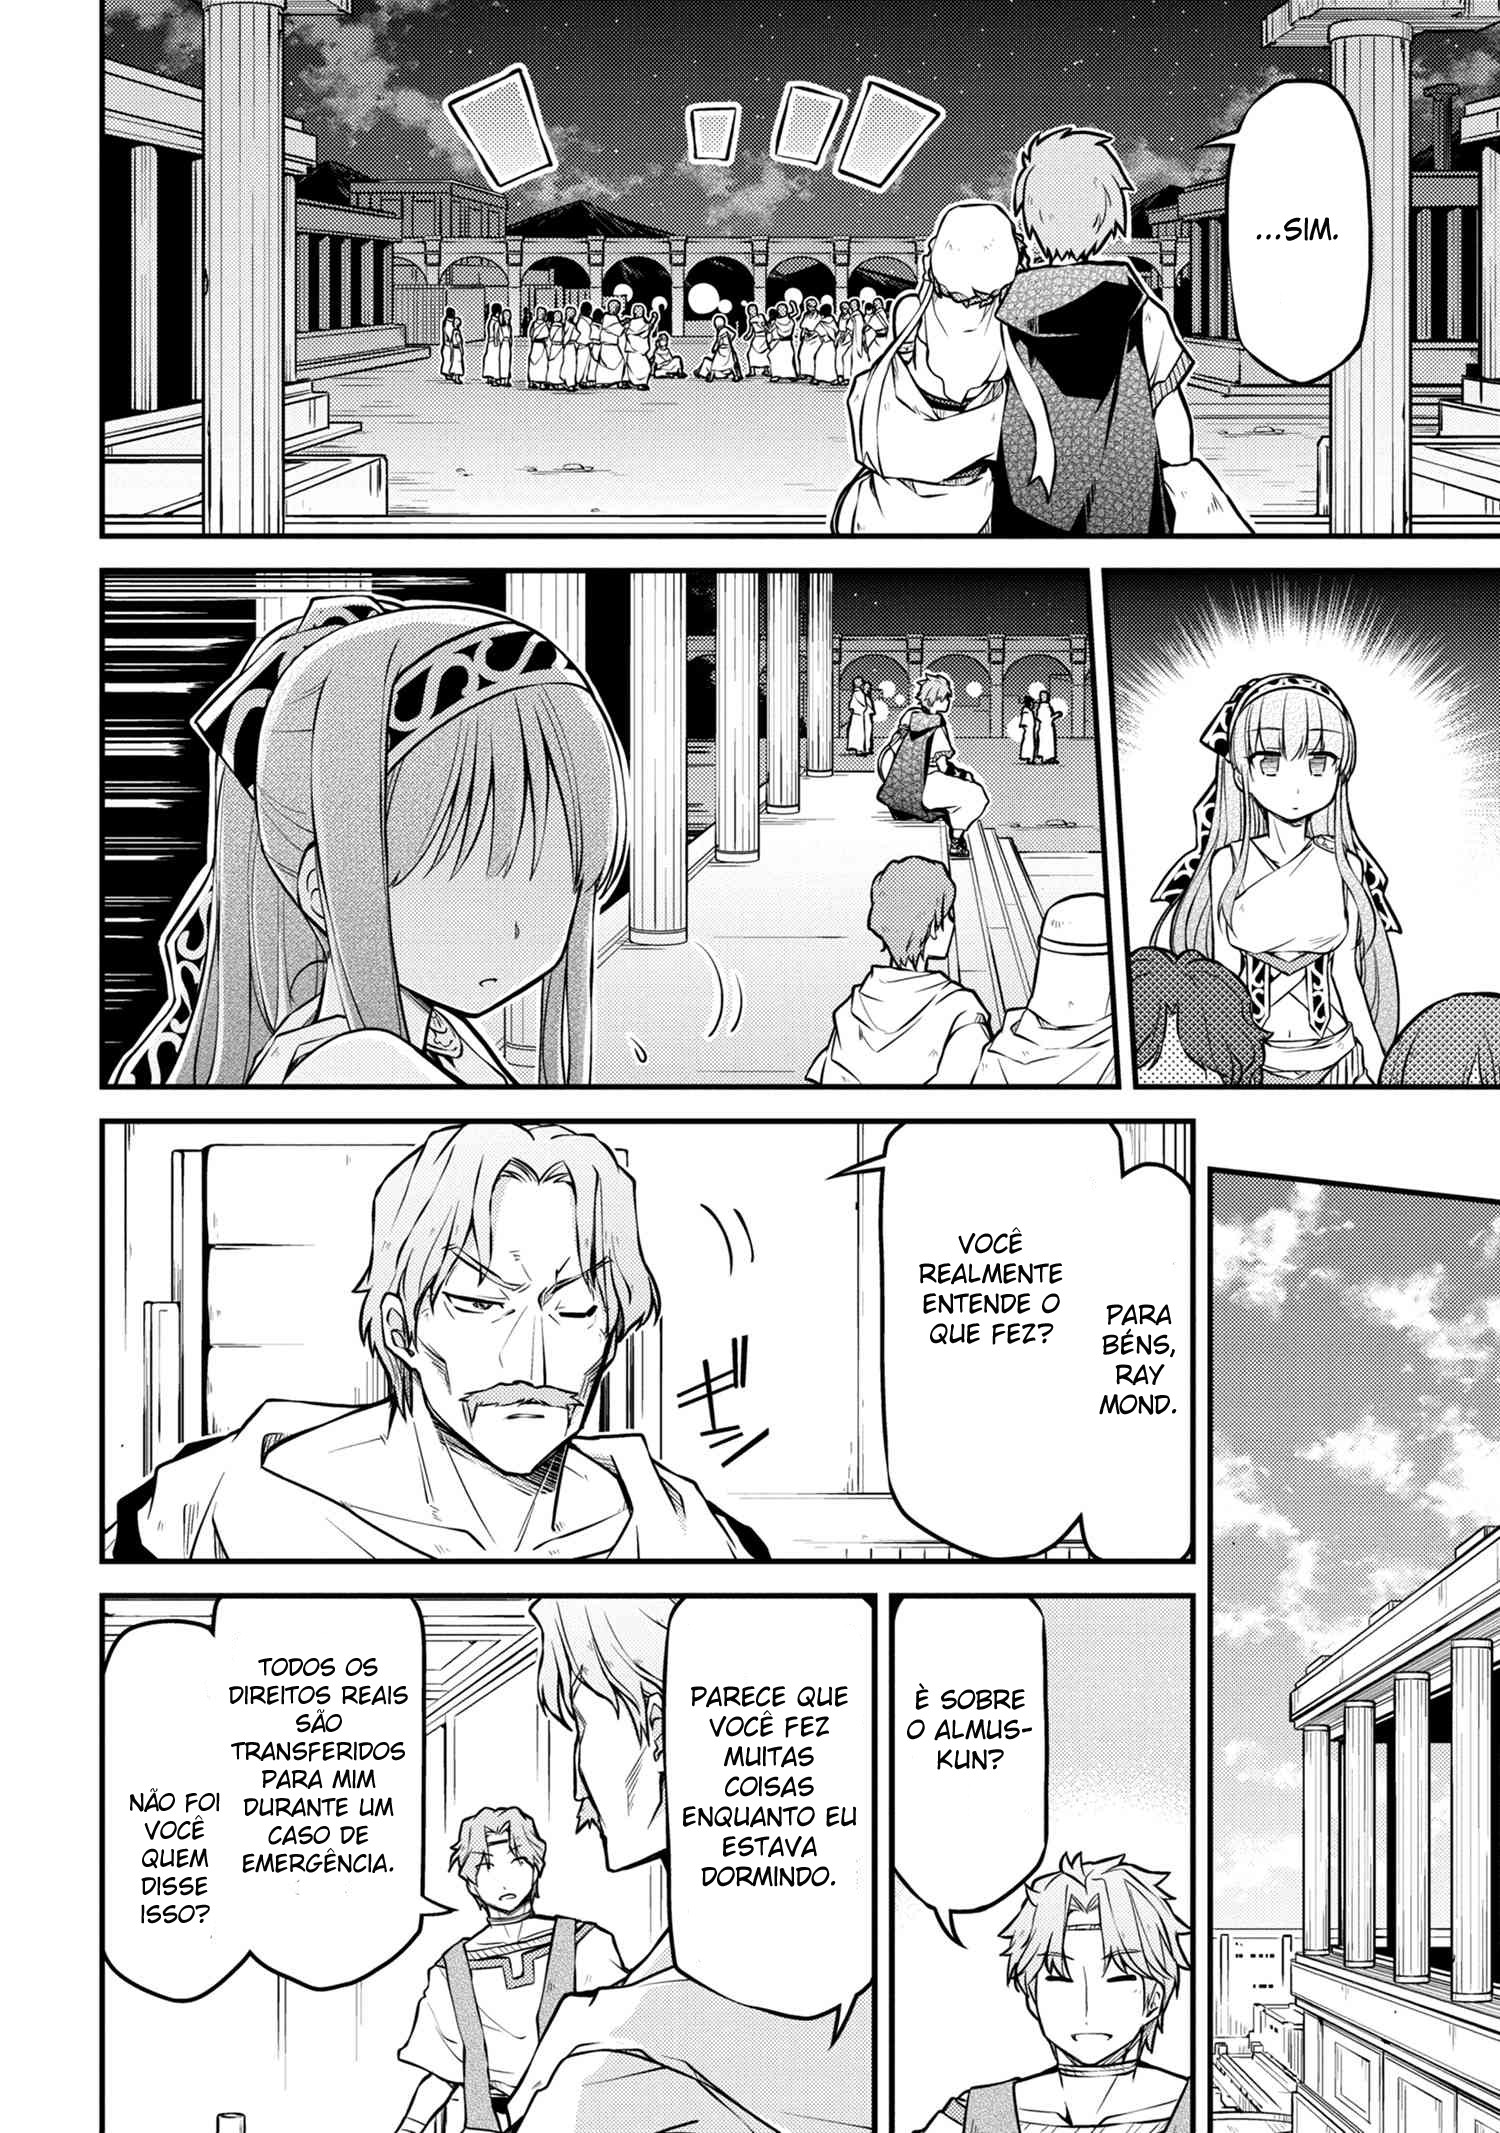 ...SIM.
PARA
BÉNS,
RAY
MOND.
VOCÊ
REALMENTE
ENTENDE O
QUE FEZ?
È SOBRE
O ALMUS-
KUN?
PARECE QUE
VOCÊ FEZ
MUITAS
COISAS
ENQUANTO EU
ESTAVA
DORMINDO.
TODOS OS
DIREITOS REAIS
SÃO
TRANSFERIDOS
PARA MIM
DURANTE UM
CASO DE
EMERGÊNCIA.
NÃO FOI
VOCÊ
QUEM
DISSE
ISSO?